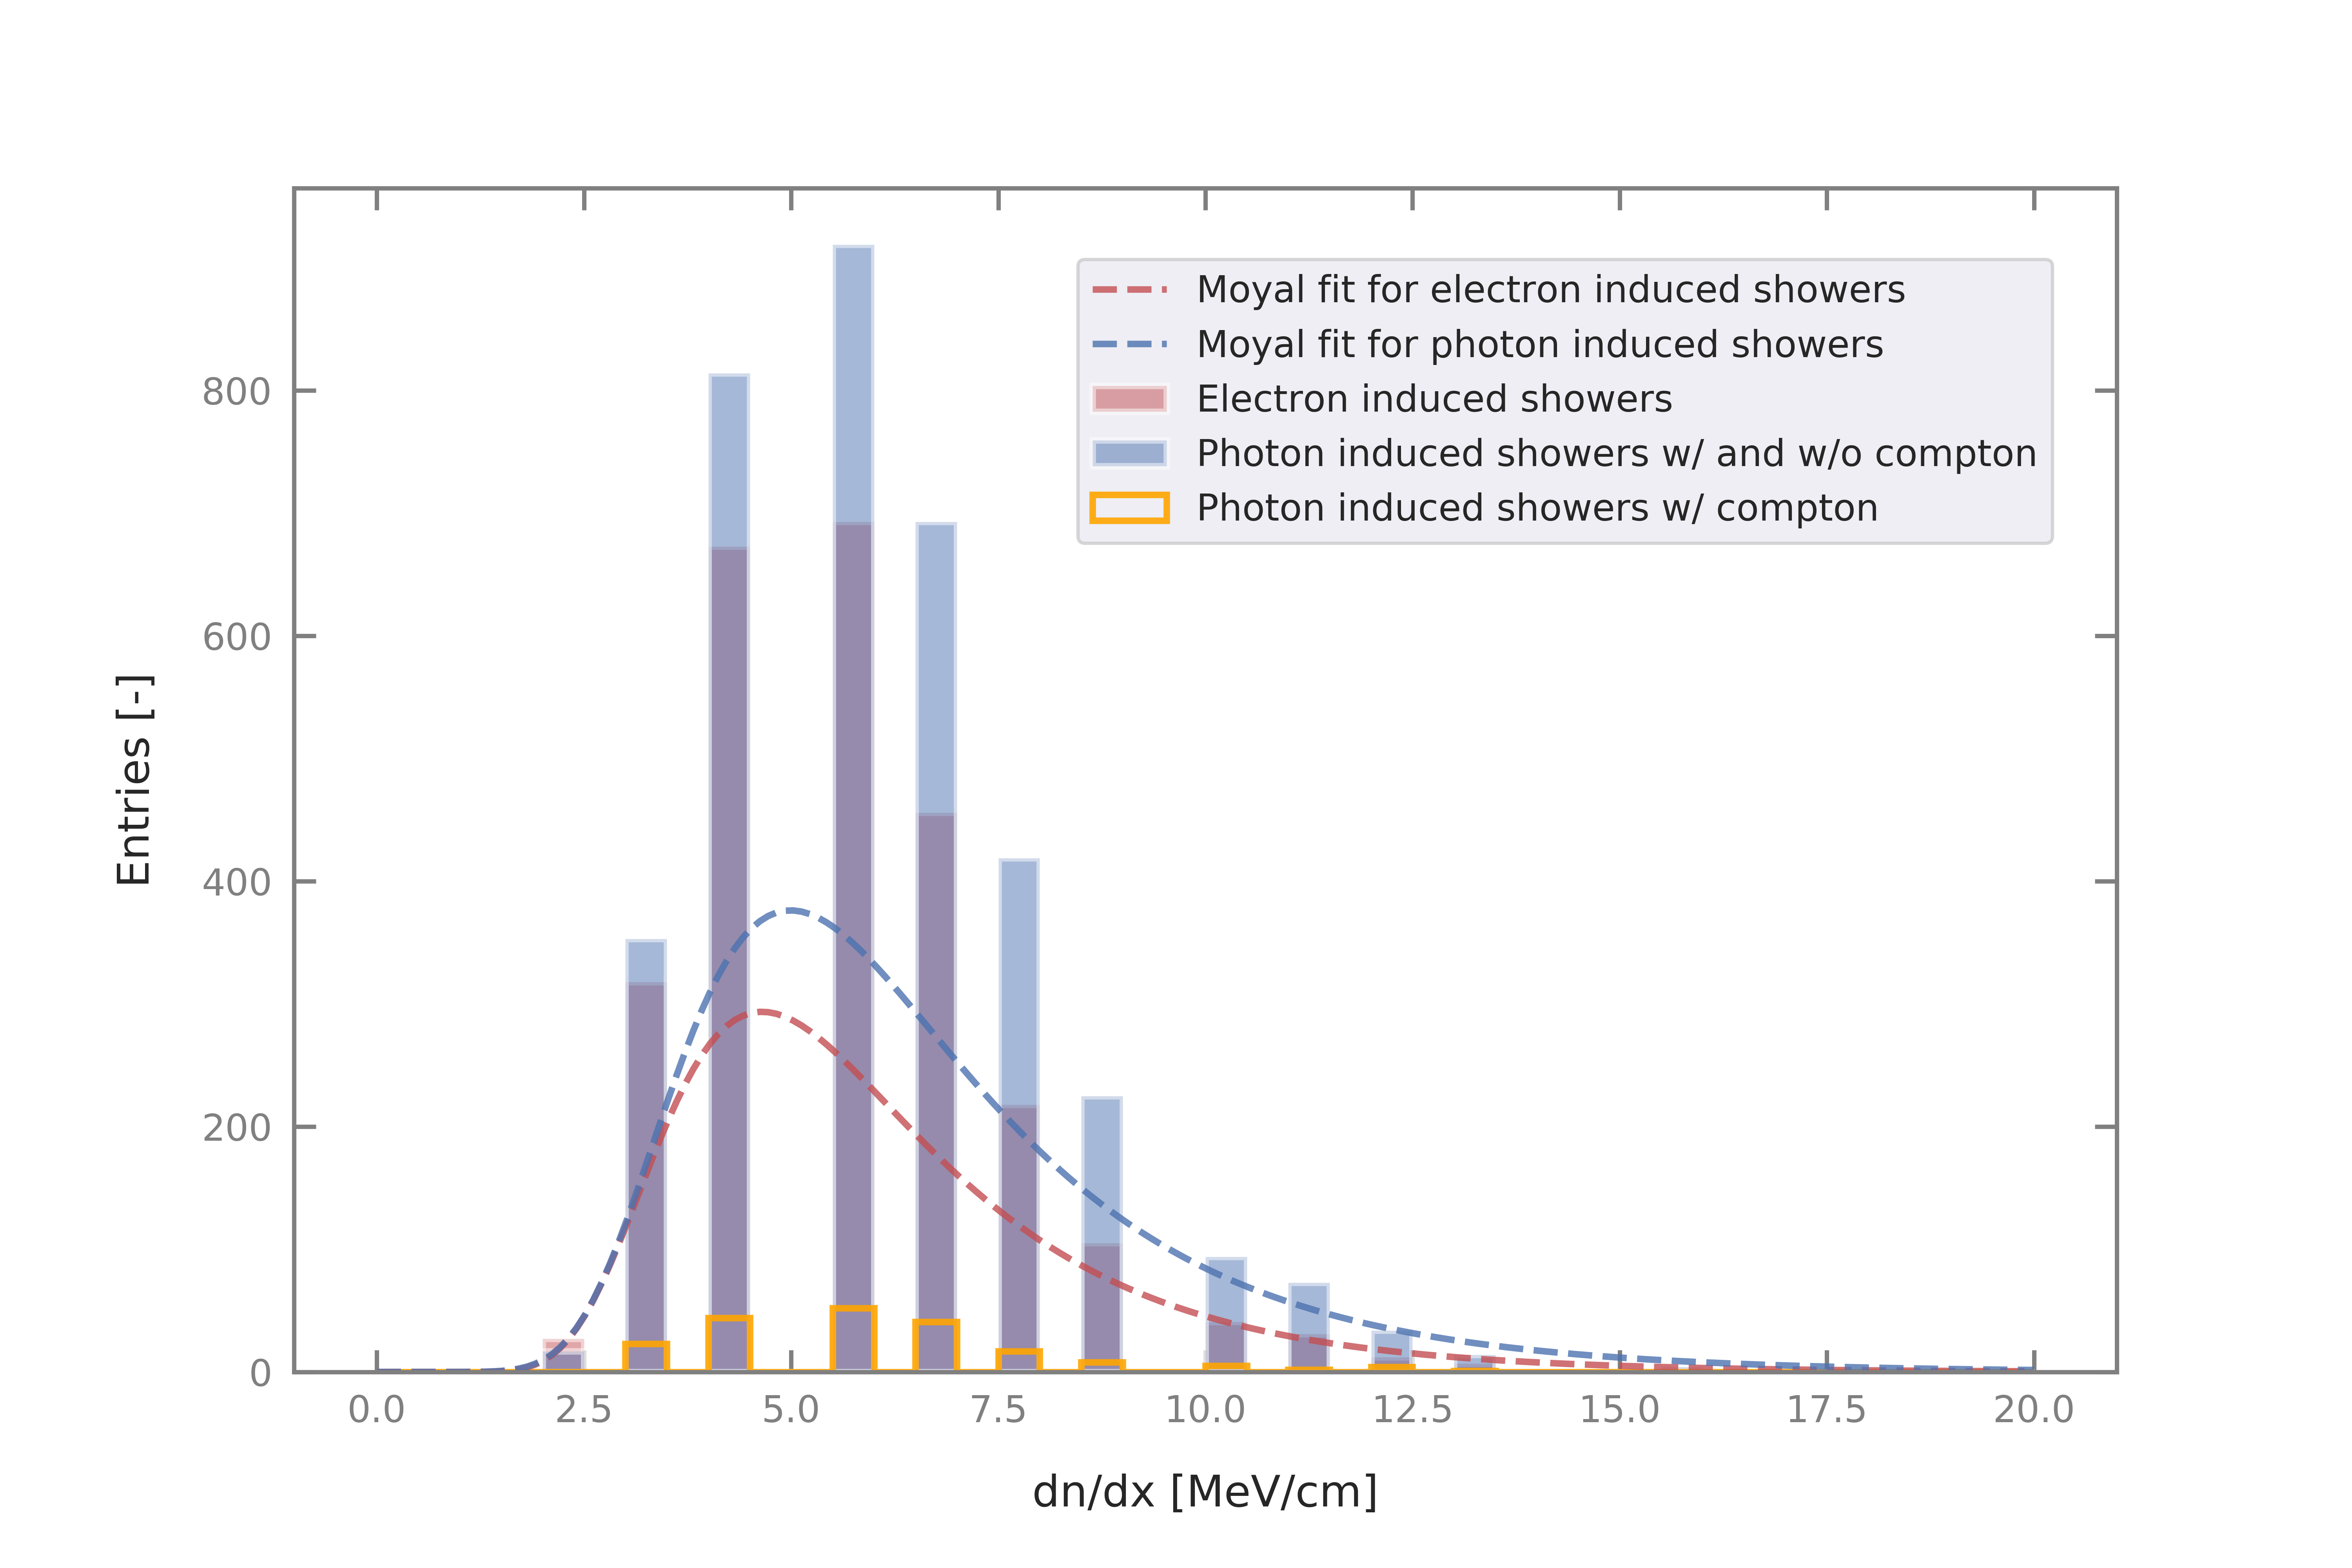 Moyal fit for electron induced showers
Moyal fit for photon induced showers
Electron induced showers
Photon induced showers w/ and w/o compton
Photon induced showers w/ compton
800
600
400
200
0
Entries [-]
0.0 2.5 5.0 7.5 10.0 12.5 15.0 17.5 20.0
dn/dx [MeV/cm]